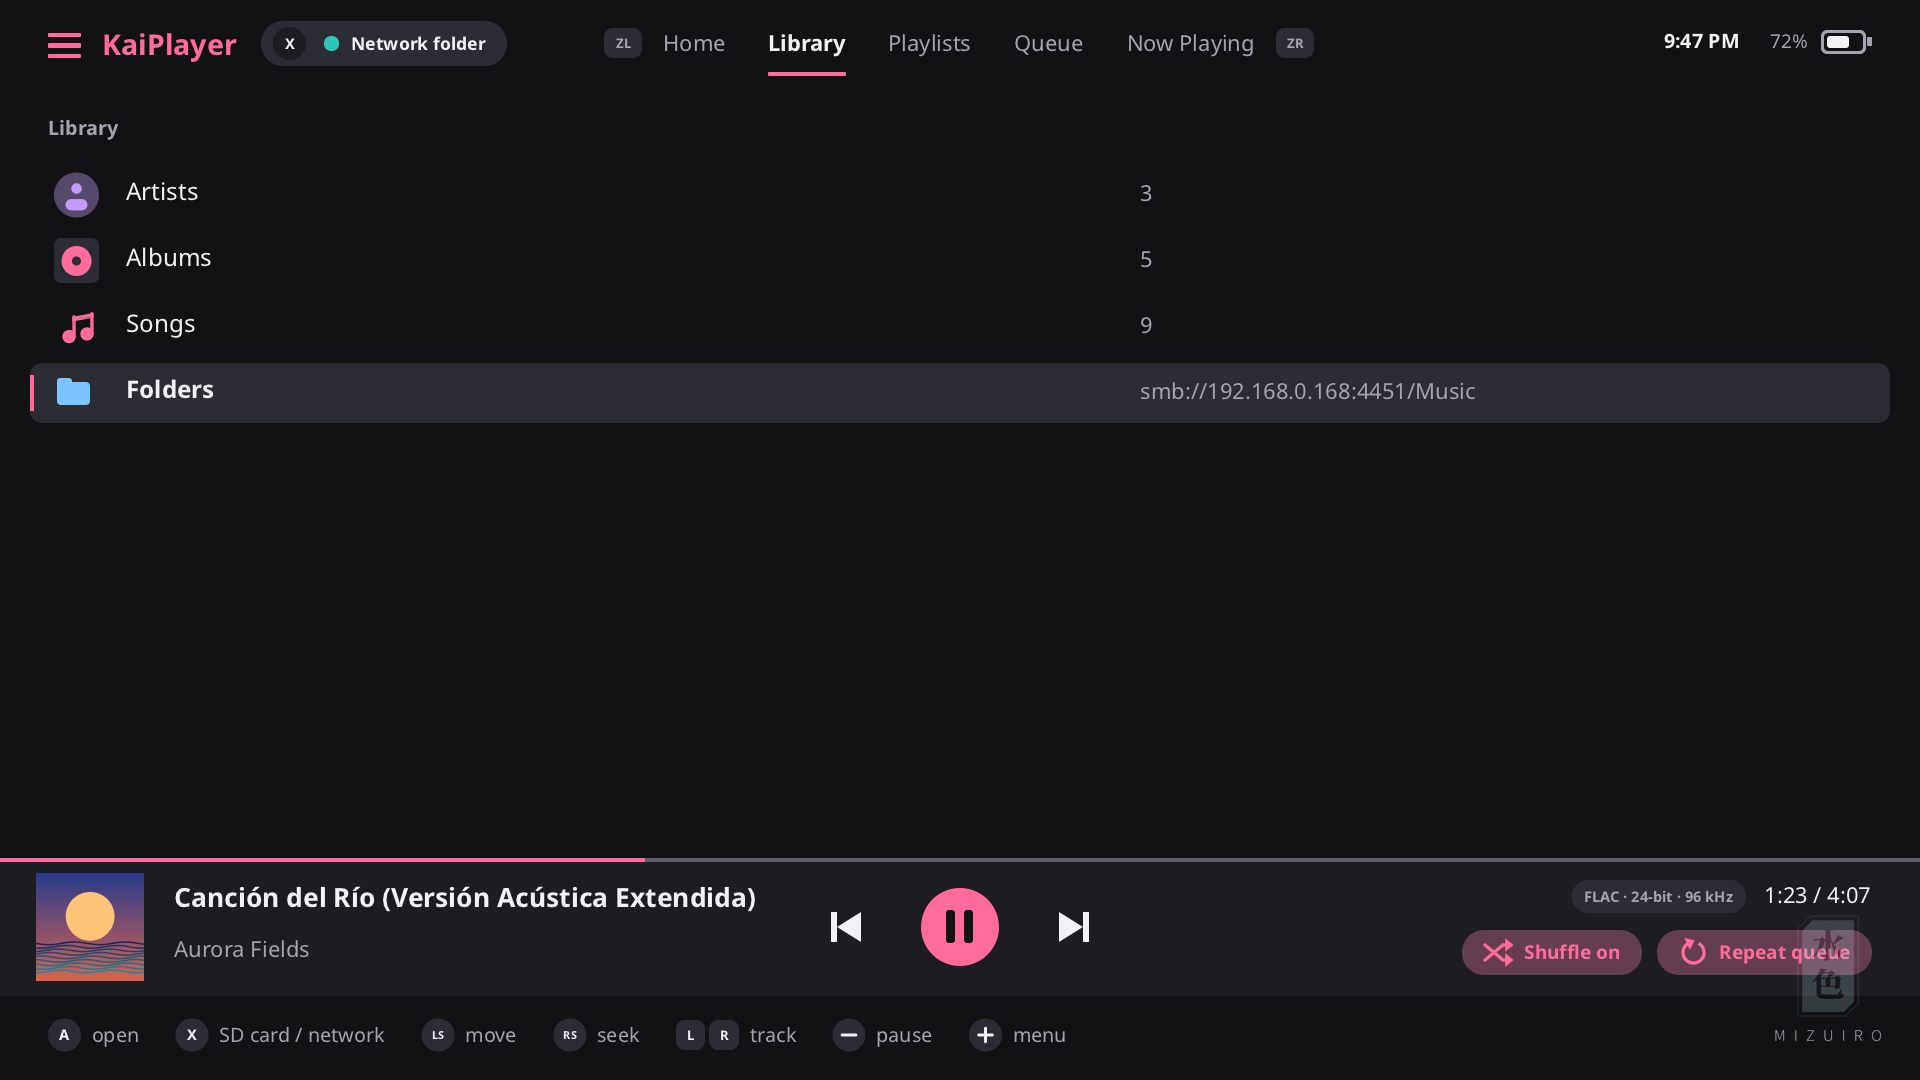 KaiPlayer
X Network folder
ZL Home Library Playlists Queue Now Playing ZR
9:47 PM 72%
Library
Artists 3
Albums 5
Songs 9
Folders smb://192.168.0.168:4451/Music
Canción del Río (Versión Acústica Extendida)
Aurora Fields
FLAC · 24-bit · 96 kHz 1:23 / 4:07
Shuffle on Repeat queue
水
色
MIZUIRO
A open X SD card / network LS move RS seek L R track pause menu